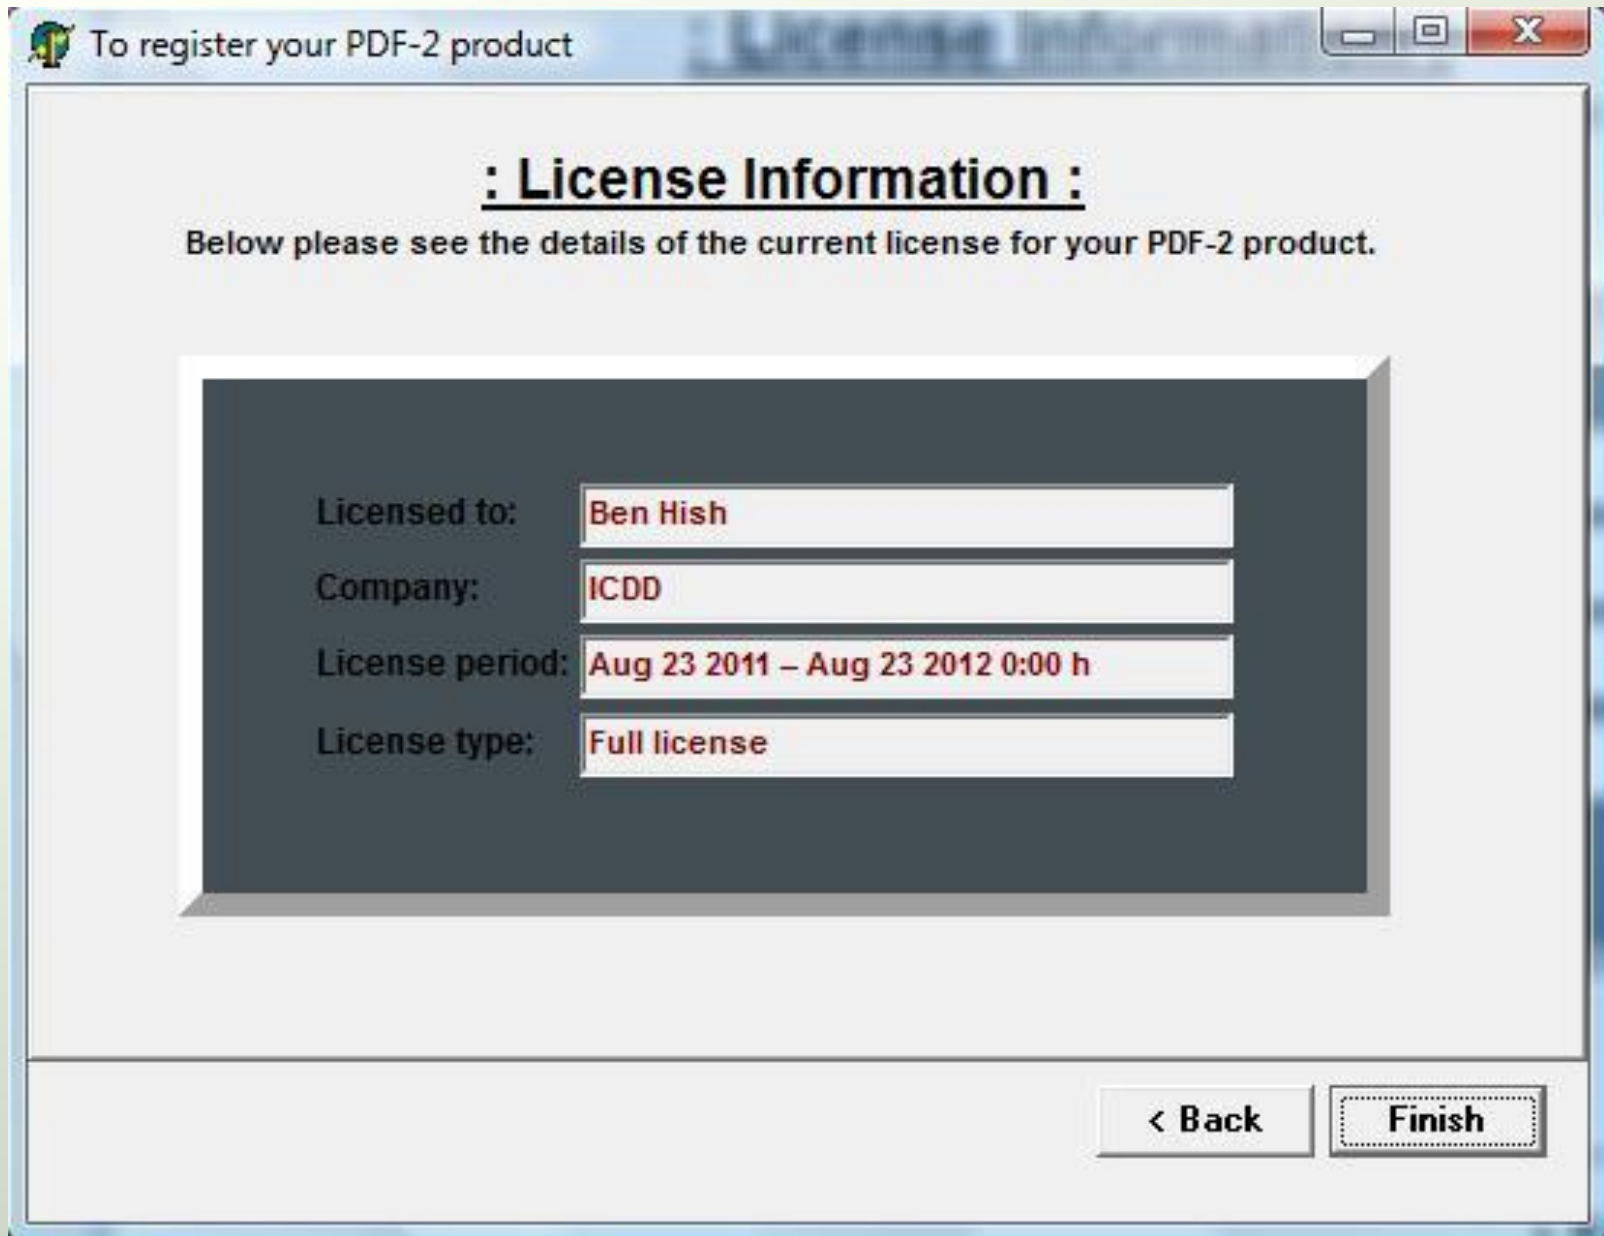 To register your PDF-2 product
: License Information :
Below please see the details of the current license for your PDF-2 product.
Licensed to: Ben Hish
Company: ICDD
License period: Aug 23 2011 – Aug 23 2012 0:00 h
License type: Full license
< Back Finish